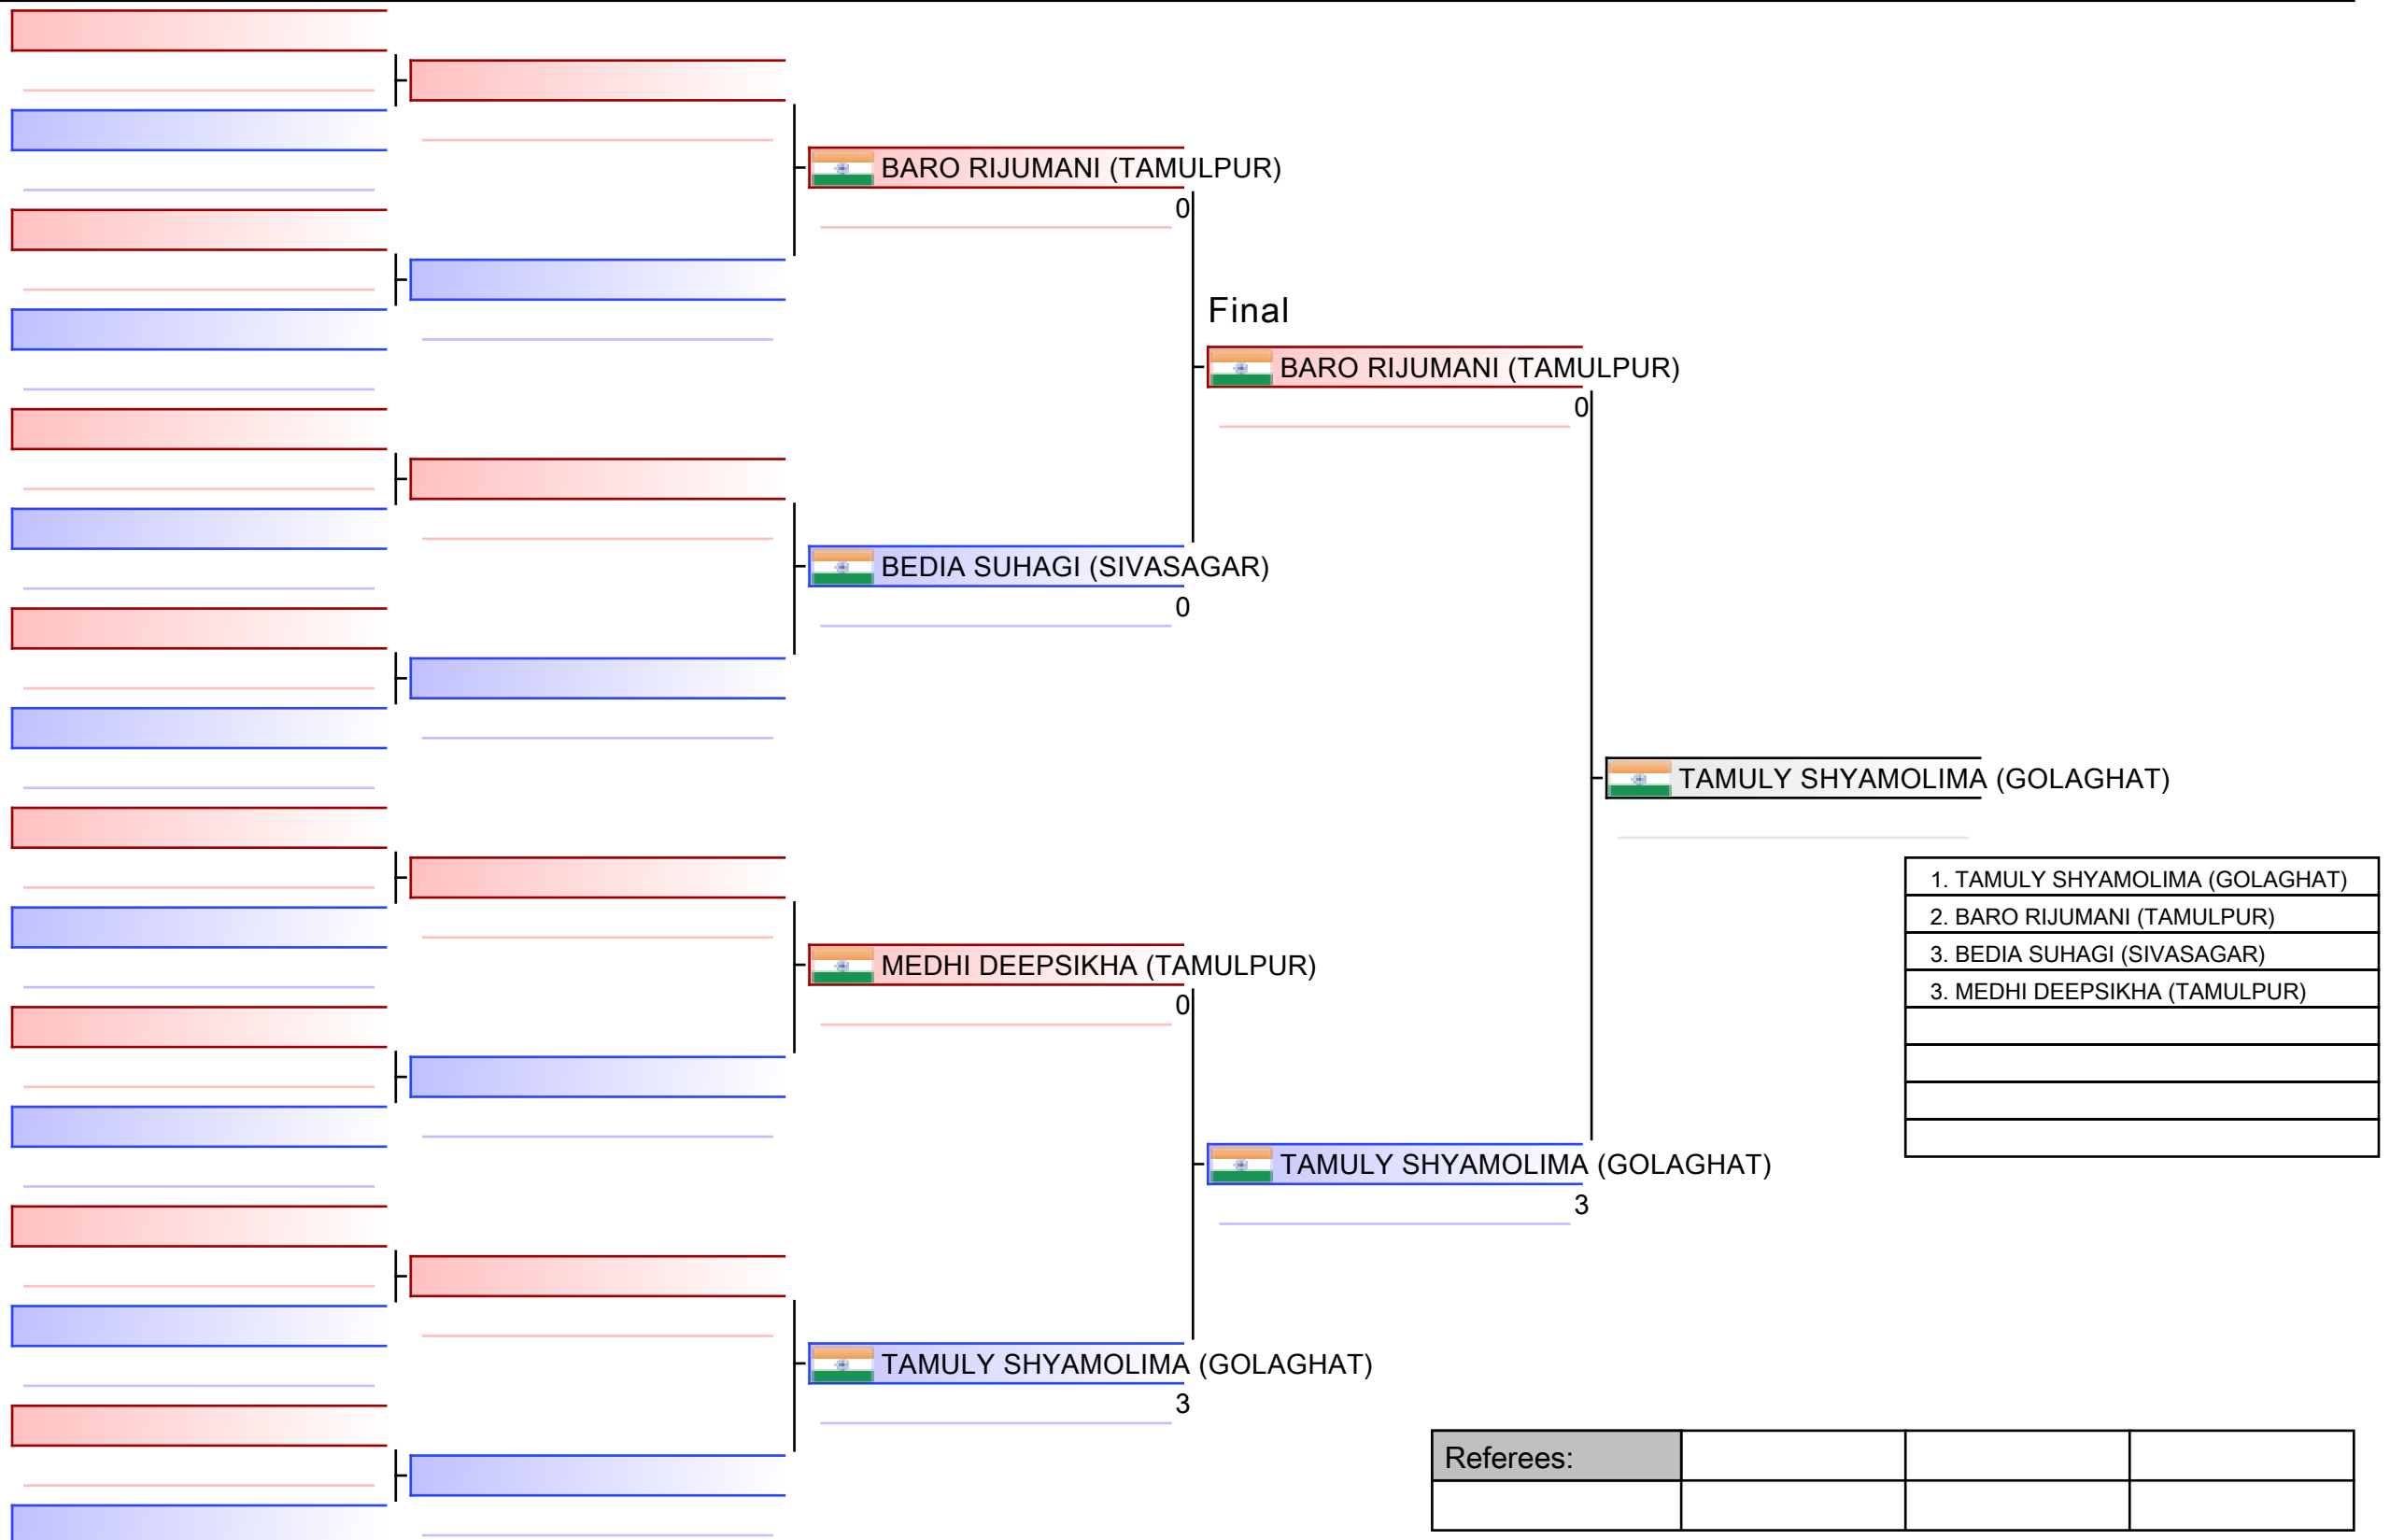 BARO RIJUMANI (TAMULPUR)
0
Final
BARO RIJUMANI (TAMULPUR)
0
BEDIA SUHAGI (SIVASAGAR)
0
TAMULY SHYAMOLIMA (GOLAGHAT)
1. TAMULY SHYAMOLIMA (GOLAGHAT)
2. BARO RIJUMANI (TAMULPUR)
3. BEDIA SUHAGI (SIVASAGAR)
3. MEDHI DEEPSIKHA (TAMULPUR)
MEDHI DEEPSIKHA (TAMULPUR)
0
TAMULY SHYAMOLIMA (GOLAGHAT)
3
TAMULY SHYAMOLIMA (GOLAGHAT)
3
Referees: